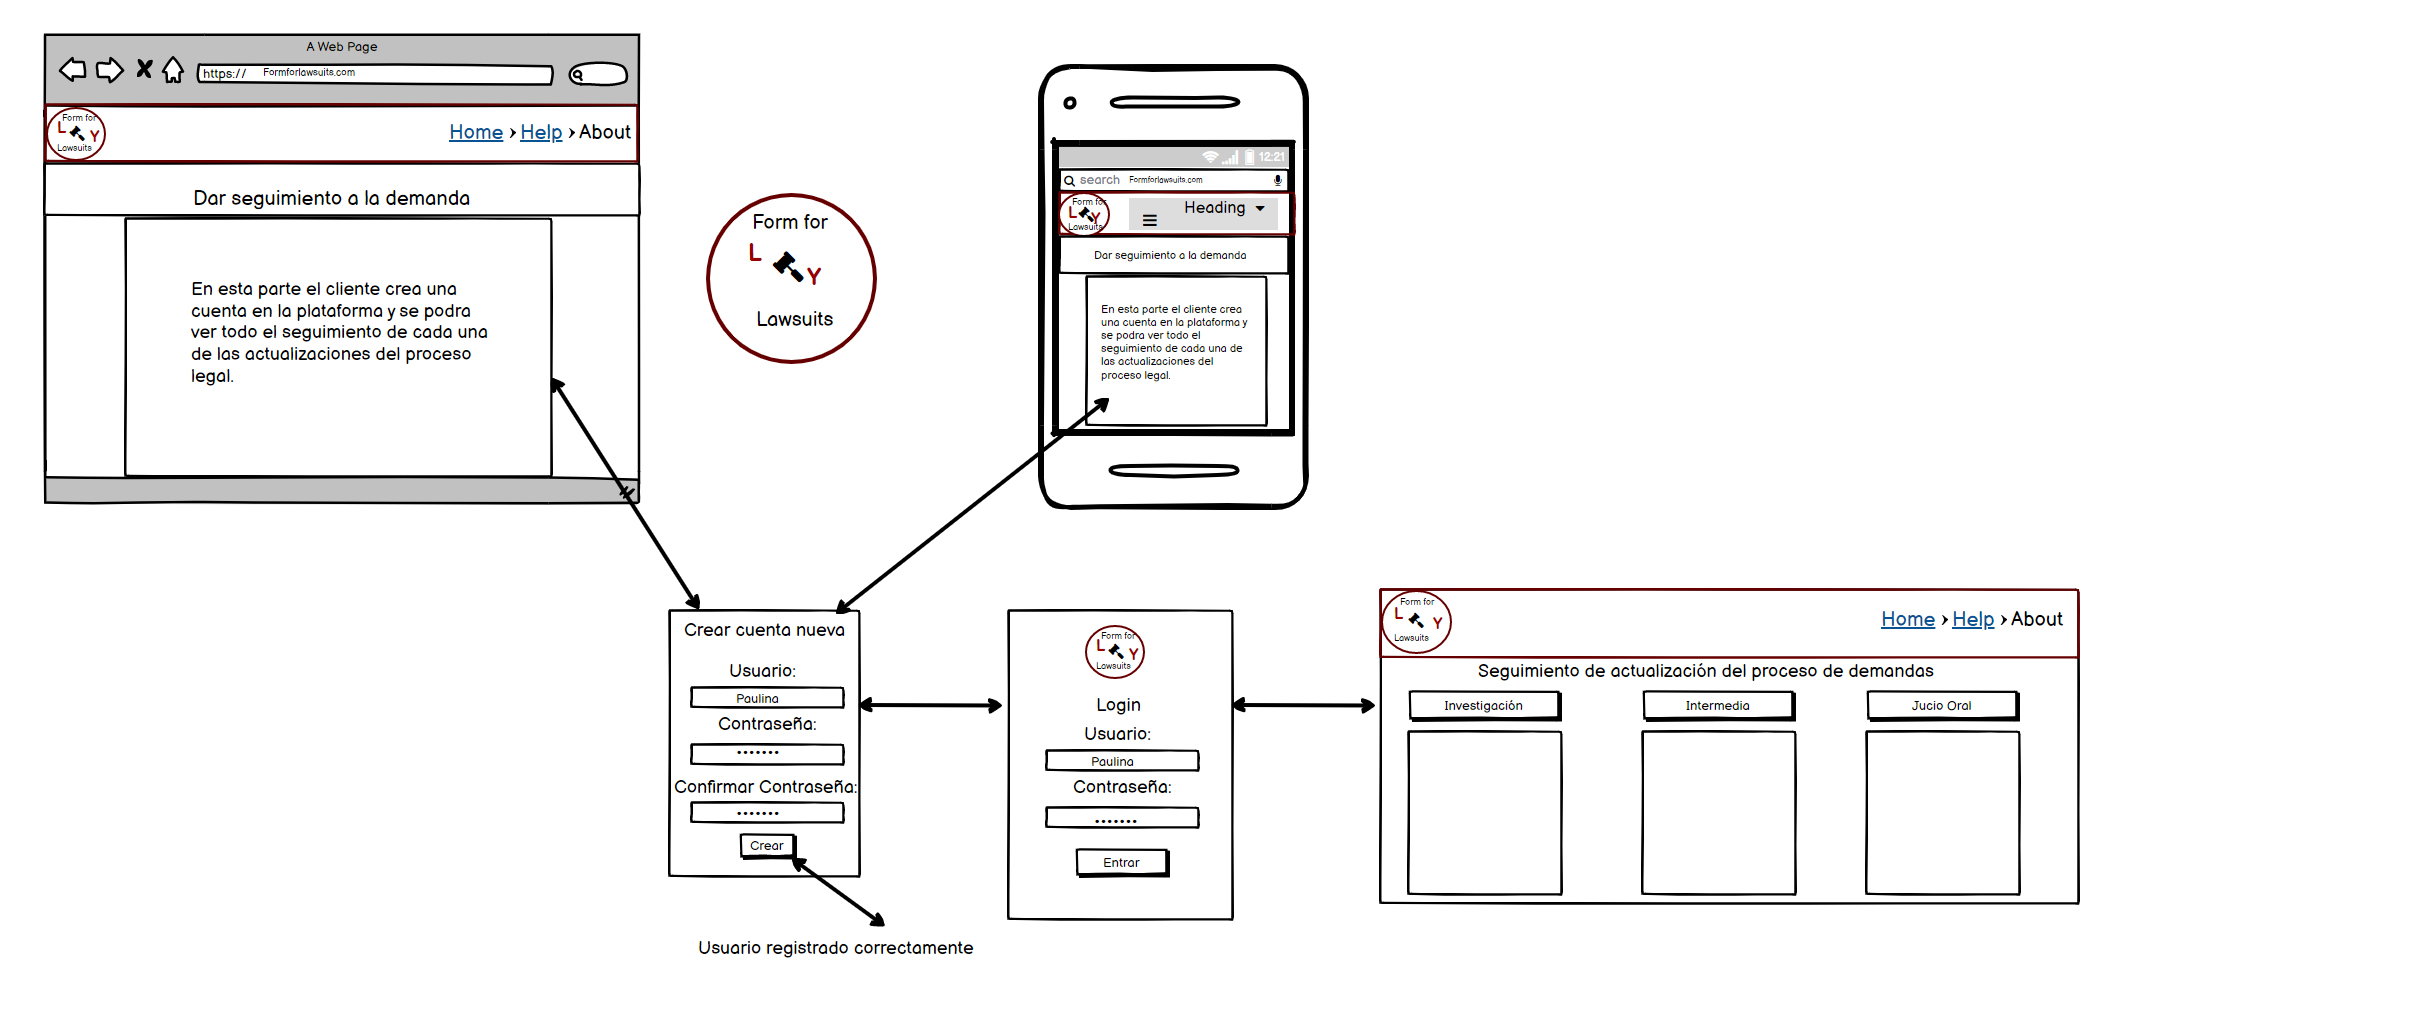 A Web Page
https:// Formforlawsuits.com
Form for
L Y
Lawsuits
Home › Help › About
Dar seguimiento a la demanda
En esta parte el cliente crea una
cuenta en la plataforma y se podra
ver todo el seguimiento de cada una
de las actualizaciones del proceso
legal.
Form for
L Y
Lawsuits
12:21
search Formforlawsuits.com
Form for
L Y
Lawsuits
Heading
Dar seguimiento a la demanda
En esta parte el cliente crea
una cuenta en la plataforma y
se podra ver todo el
seguimiento de cada una de
las actualizaciones del
proceso legal.
Crear cuenta nueva
Usuario:
Paulina
Contraseña:
•••••••
Confirmar Contraseña:
•••••••
Crear
Usuario registrado correctamente
Form for
L Y
Lawsuits
Login
Usuario:
Paulina
Contraseña:
•••••••
Entrar
Form for
L Y
Lawsuits
Home › Help › About
Seguimiento de actualización del proceso de demandas
Investigación
Intermedia
Jucio Oral